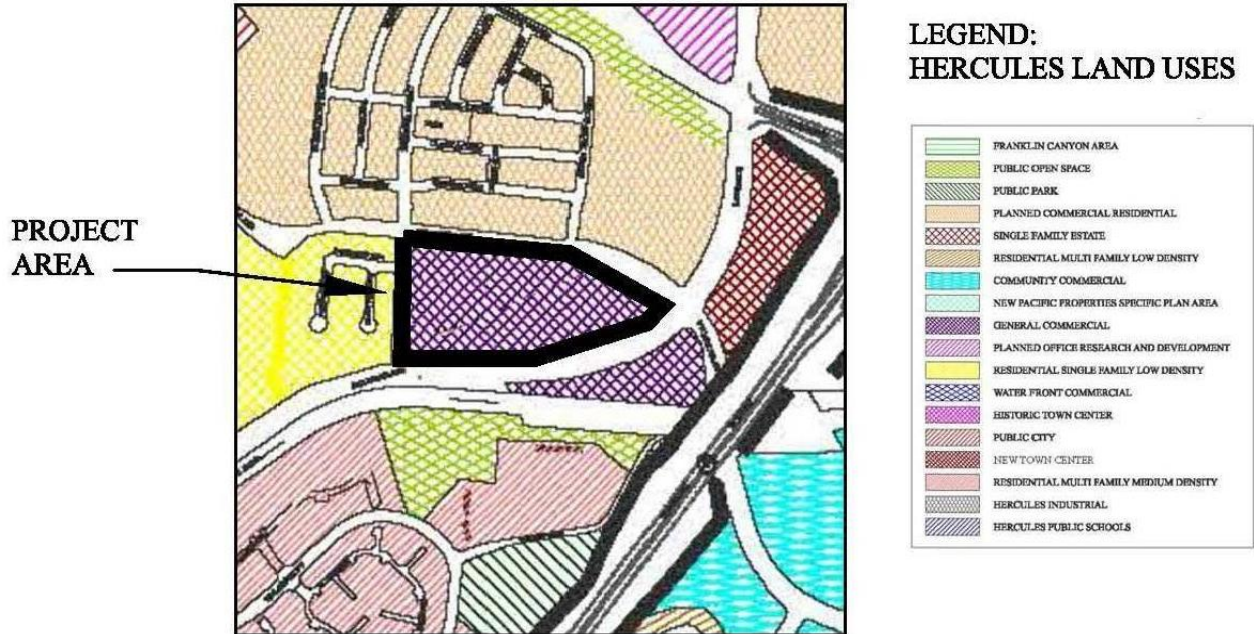 LEGEND:
HERCULES LAND USES
FRANKLIN CANYON AREA
PUBLIC OPEN SPACE
PUBLIC PARK
PLANNED COMMERCIAL RESIDENTIAL
SINGLE FAMILY ESTATE
RESIDENTIAL MULTI FAMILY LOW DENSITY
COMMUNITY COMMERCIAL
NEW PACIFIC PROPERTIES SPECIFIC PLAN AREA
GENERAL COMMERCIAL
PLANNED OFFICE RESEARCH AND DEVELOPMENT
RESIDENTIAL SINGLE FAMILY LOW DENSITY
WATER FRONT COMMERCIAL
HISTORIC TOWN CENTER
PUBLIC CITY
NEW TOWN CENTER
RESIDENTIAL MULTI FAMILY MEDIUM DENSITY
HERCULES INDUSTRIAL
HERCULES PUBLIC SCHOOLS
PROJECT
AREA